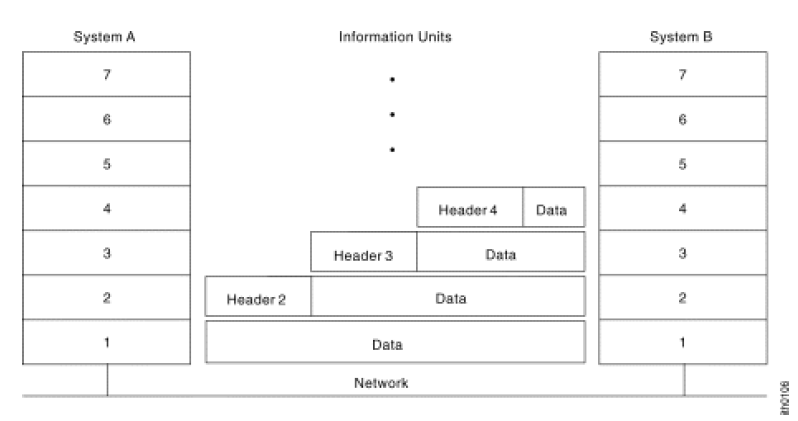 System A Information Units System B
7 7
6 6
5 5
4 Header 4 Data 4
3 Header 3 Data 3
2 Header 2 Data 2
1 Data 1
Network
ith0106